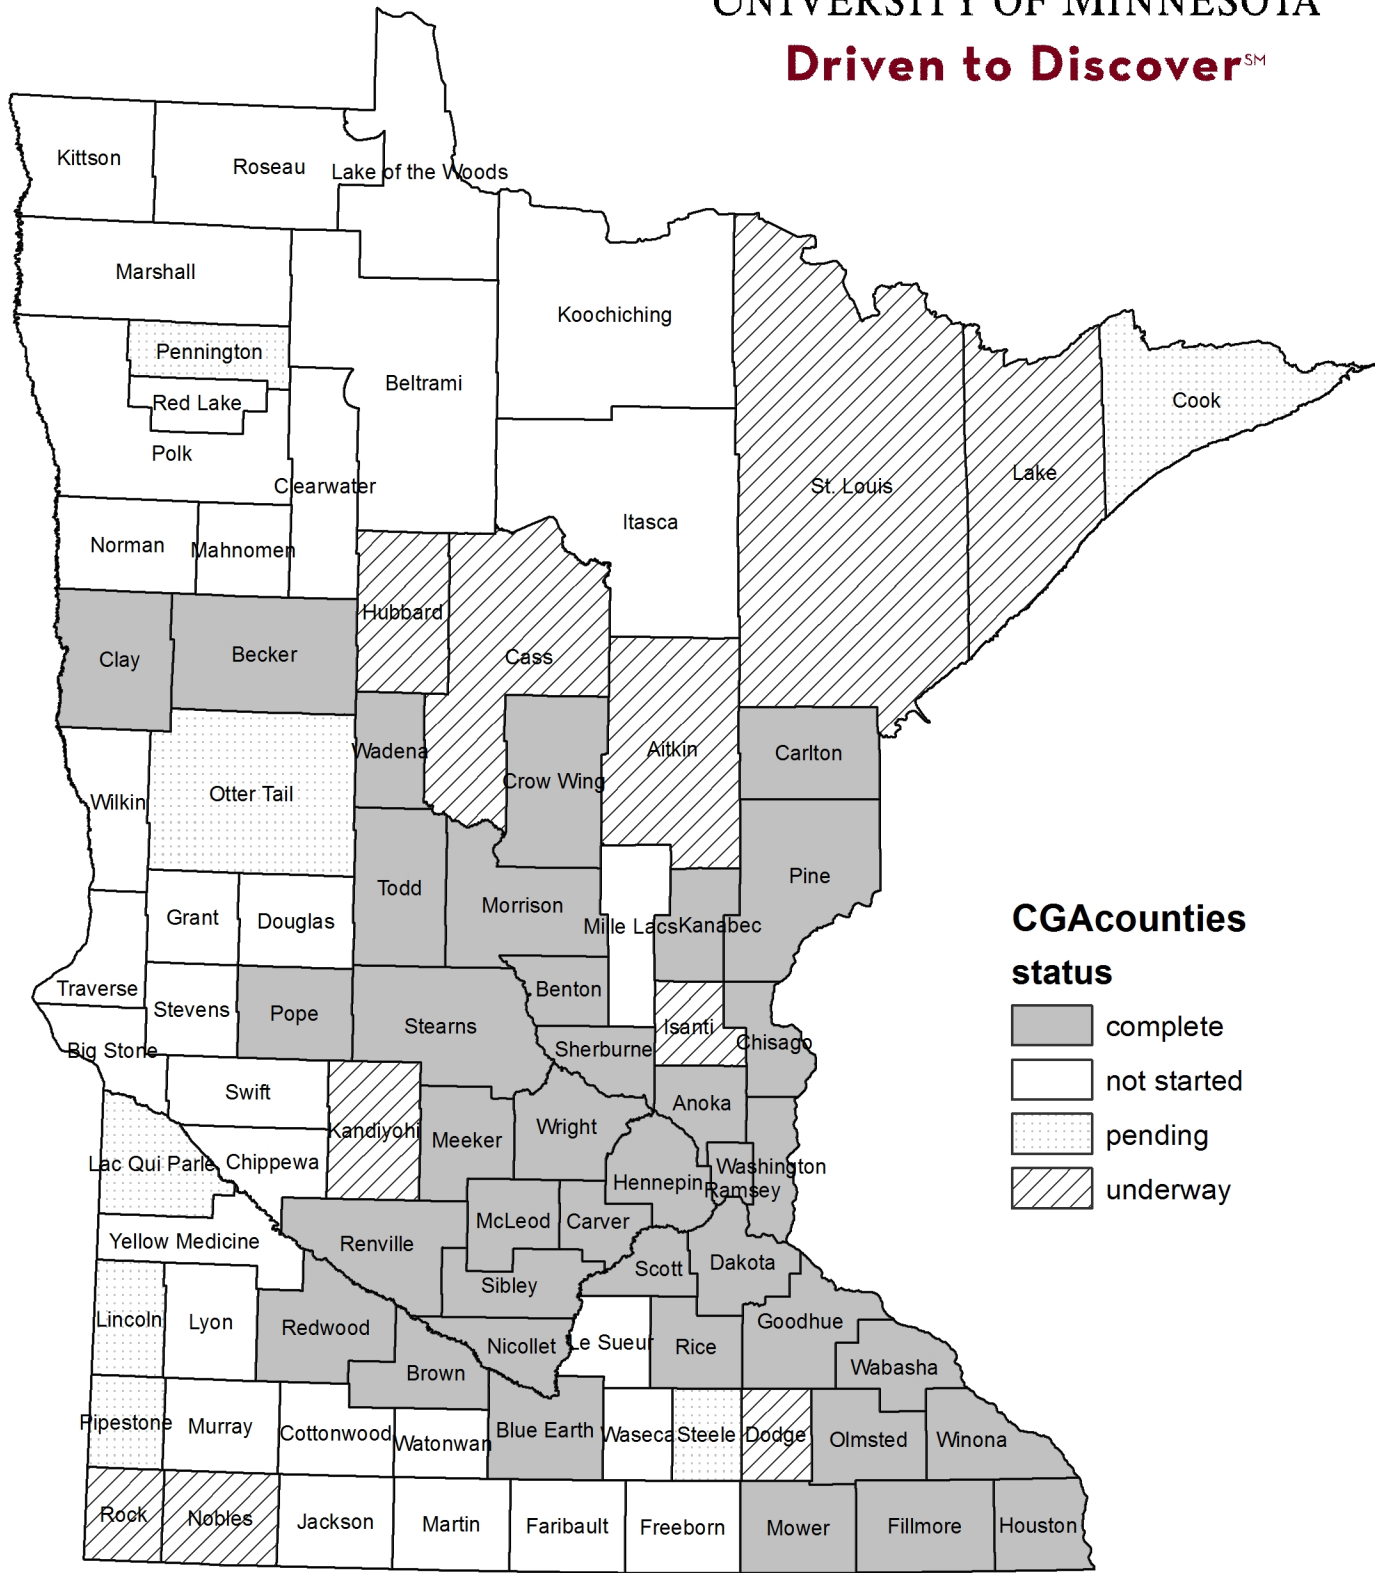 UNIVERSITY OF MINNESOTA
Driven to Discover℠
Kittson
Roseau
Lake of the Woods
Marshall
Koochiching
Pennington
Beltrami
Red Lake
Cook
Polk
Lake
Clearwater
St. Louis
Itasca
Norman
Mahnomen
Hubbard
Clay
Becker
Cass
Wadena
Aitkin
Carlton
Crow Wing
Otter Tail
Wilkin
Pine
Todd
Morrison
Grant
Douglas
Mille Lacs
Kanabec
Traverse
Benton
Stevens
Pope
Stearns
Isanti
Chisago
Big Stone
Sherburne
Swift
Anoka
Kandiyohi
Meeker
Wright
Lac Qui Parle
Chippewa
Washington
Hennepin
Ramsey
McLeod
Carver
Yellow Medicine
Renville
Scott
Dakota
Sibley
Lincoln
Lyon
Redwood
Goodhue
Nicollet
Le Sueur
Rice
Brown
Wabasha
Pipestone
Murray
Cottonwood
Watonwan
Blue Earth
Waseca
Steele
Dodge
Olmsted
Winona
Rock
Nobles
Jackson
Martin
Faribault
Freeborn
Mower
Fillmore
Houston
CGAcounties
status
complete
not started
pending
underway